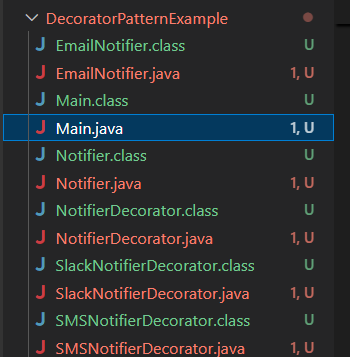 DecoratorPatternExample
EmailNotifier.class U
EmailNotifier.java 1, U
Main.class U
Main.java 1, U
Notifier.class U
Notifier.java 1, U
NotifierDecorator.class U
NotifierDecorator.java 1, U
SlackNotifierDecorator.class U
SlackNotifierDecorator.java 1, U
SMSNotifierDecorator.class U
SMSNotifierDecorator.java 1, U